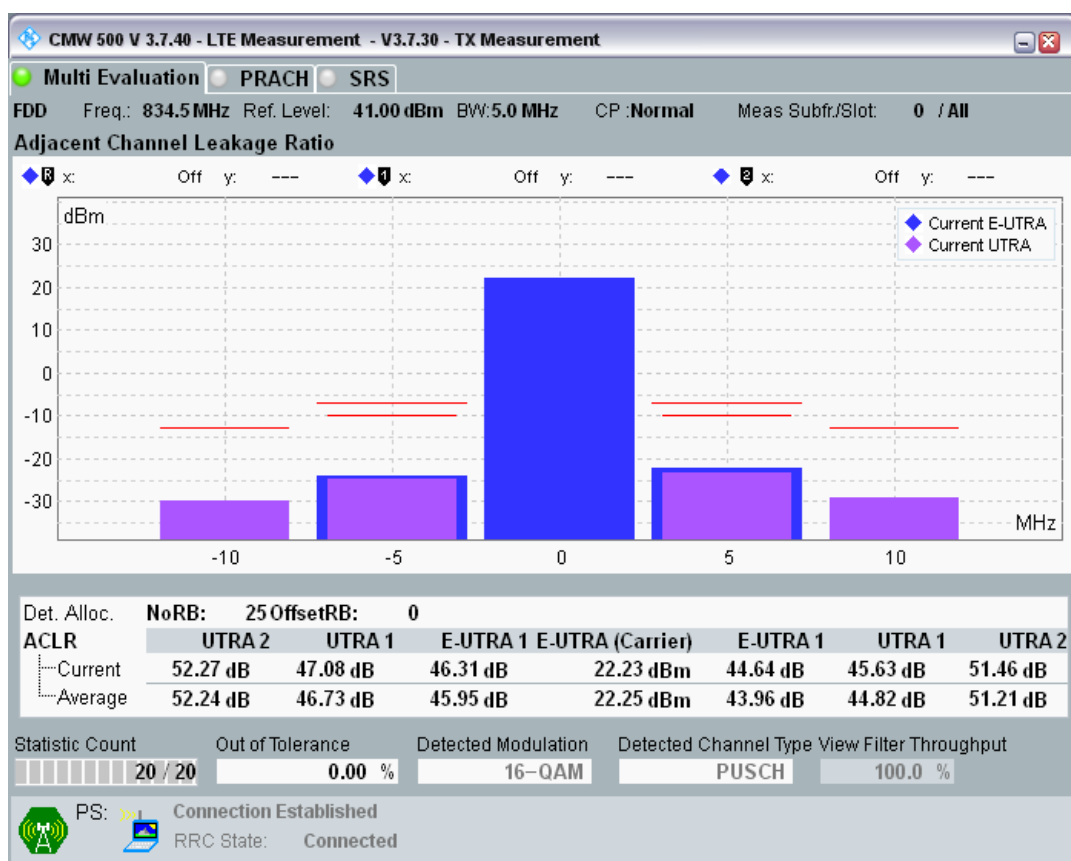 CMW 500 V 3.7.40 - LTE Measurement - V3.7.30 - TX Measurement
Multi Evaluation PRACH SRS
FDD Freq.: 834.5 MHz Ref. Level: 41.00 dBm BW: 5.0 MHz CP : Normal Meas Subfr./Slot: 0 / All
Adjacent Channel Leakage Ratio
R x: Off y: --- 1 x: Off y: --- 2 x: Off y: ---
dBm
Current E-UTRA
Current UTRA
30
20
10
0
-10
-20
-30
MHz
-10 -5 0 5 10
Det. Alloc. NoRB: 25 OffsetRB: 0
ACLR UTRA 2 UTRA 1 E-UTRA 1 E-UTRA (Carrier) E-UTRA 1 UTRA 1 UTRA 2
Current 52.27 dB 47.08 dB 46.31 dB 22.23 dBm 44.64 dB 45.63 dB 51.46 dB
Average 52.24 dB 46.73 dB 45.95 dB 22.25 dBm 43.96 dB 44.82 dB 51.21 dB
Statistic Count Out of Tolerance Detected Modulation Detected Channel Type View Filter Throughput
20 / 20 0.00 % 16-QAM PUSCH 100.0 %
PS: Connection Established
RRC State: Connected